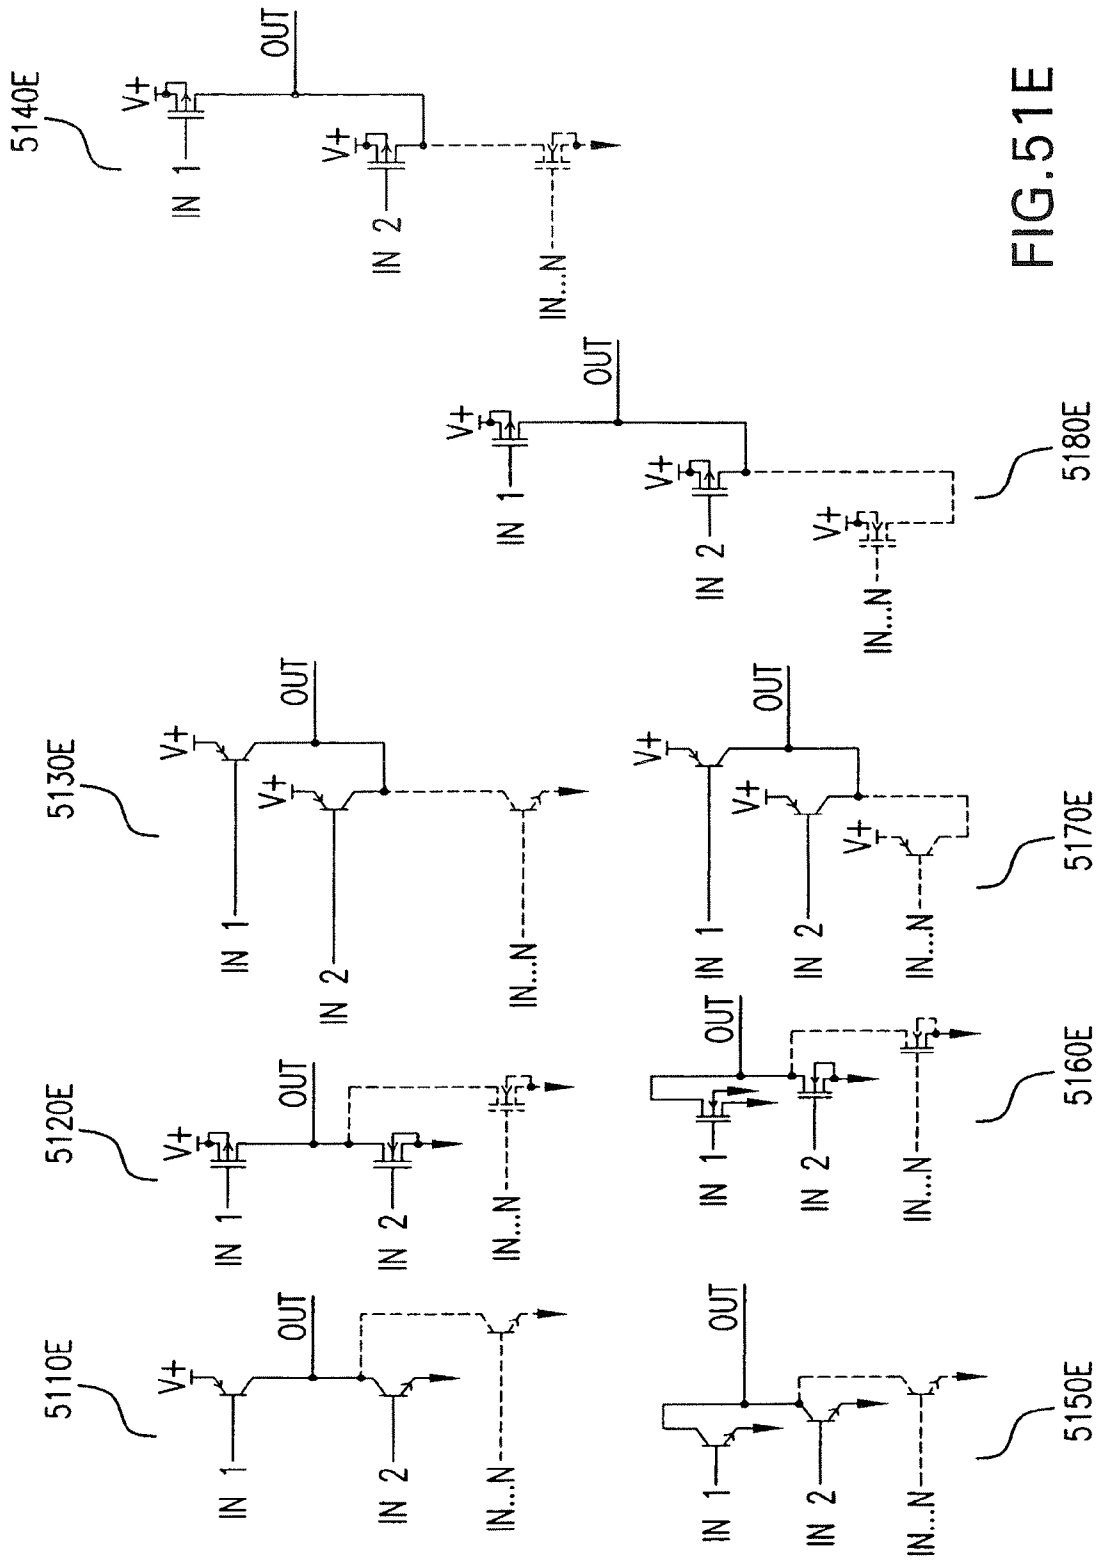 5110E
V+
IN 1
OUT
IN 2
IN...N
5120E
V+
IN 1
OUT
IN 2
IN...N
5130E
V+
IN 1
OUT
V+
IN 2
IN...N
5140E
V+
IN 1
OUT
V+
IN 2
IN...N
OUT
IN 1
IN 2
IN...N
5150E
OUT
IN 1
IN 2
IN...N
5160E
V+
OUT
IN 1
V+
IN 2
V+
IN...N
5170E
V+
OUT
IN 1
V+
IN 2
V+
IN...N
5180E
FIG.51E